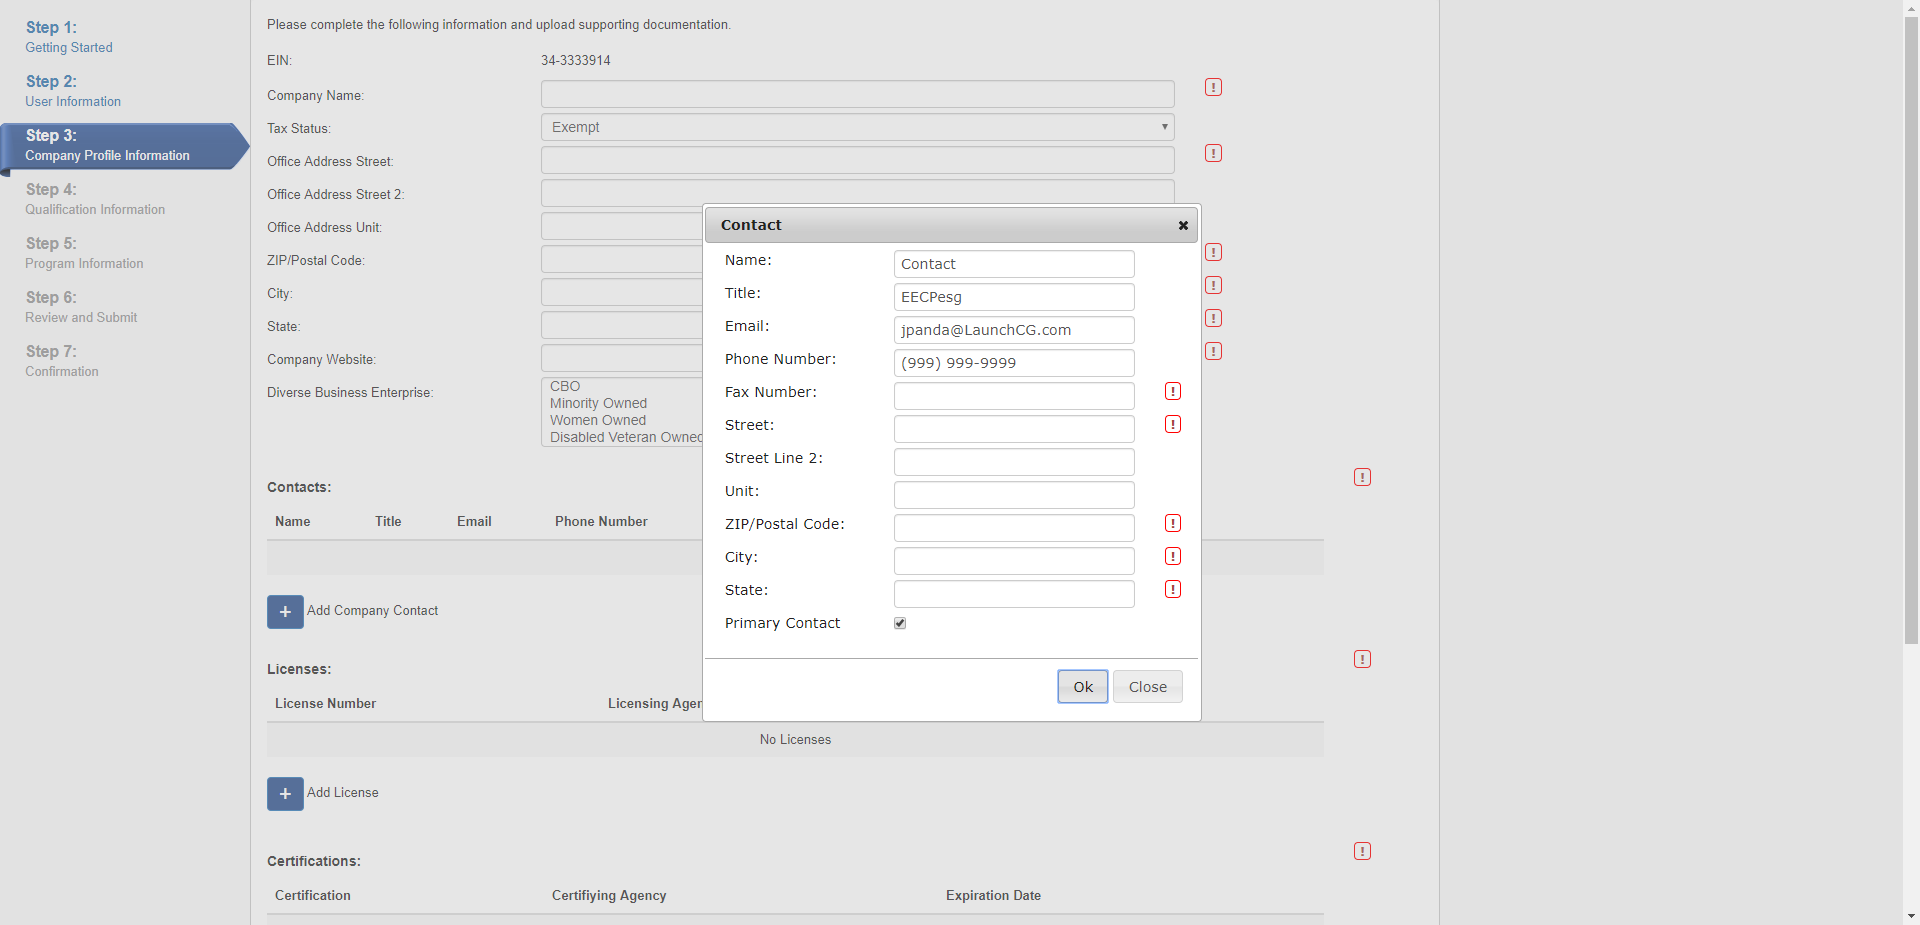 Step 1:
Getting Started
Step 2:
User Information
Step 3:
Company Profile Information
Step 4:
Qualification Information
Step 5:
Program Information
Step 6:
Review and Submit
Step 7:
Confirmation
Please complete the following information and upload supporting documentation.
EIN: 34-3333914
Company Name:
Tax Status: Exempt
Office Address Street:
Office Address Street 2:
Office Address Unit:
ZIP/Postal Code:
City:
State:
Company Website:
Diverse Business Enterprise:
CBO
Minority Owned
Women Owned
Disabled Veteran Owned
Contacts:
Name Title Email Phone Number
+ Add Company Contact
Licenses:
License Number Licensing Agen
No Licenses
+ Add License
Certifications:
Certification Certifiying Agency Expiration Date
Contact
Name: Contact
Title: EECPesg
Email: jpanda@LaunchCG.com
Phone Number: (999) 999-9999
Fax Number:
Street:
Street Line 2:
Unit:
ZIP/Postal Code:
City:
State:
Primary Contact
Ok Close